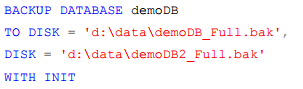 BACKUP DATABASE demoDB
TO DISK = 'd:\data\demoDB_Full.bak',
DISK = 'd:\data\demoDB2_Full.bak'
WITH INIT